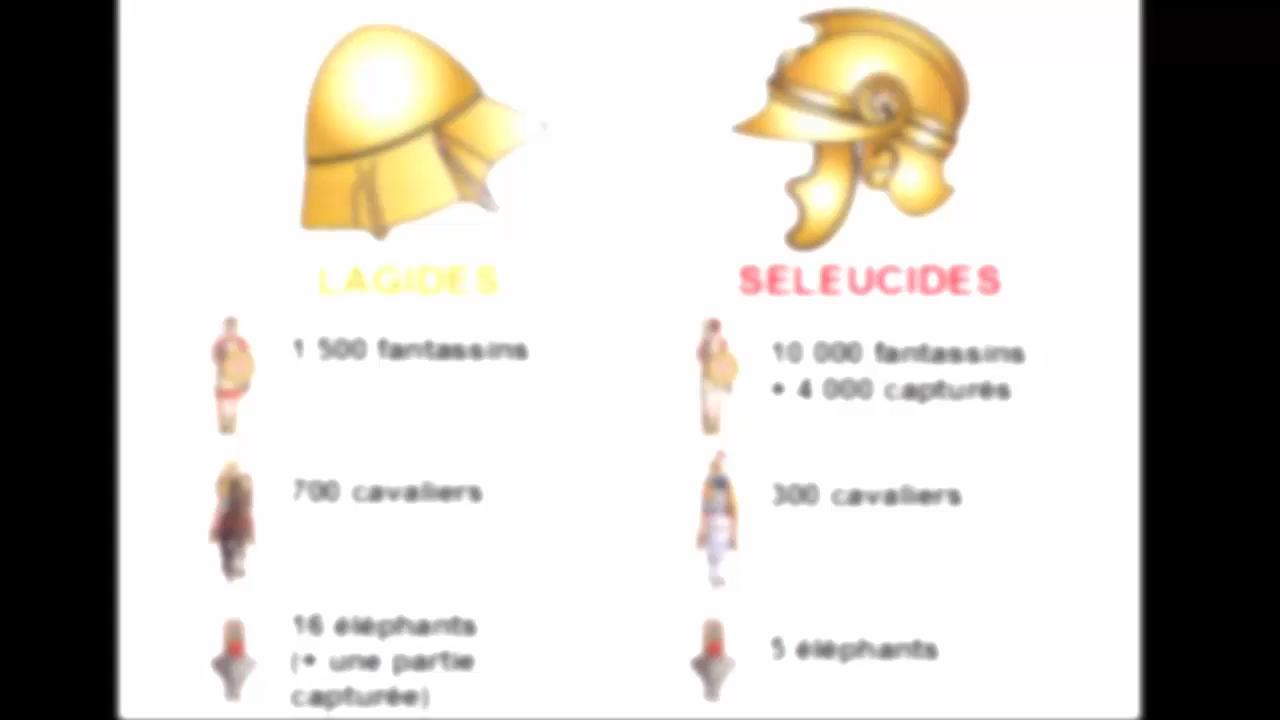 LAGIDES
SELEUCIDES
1 500 fantassins
10 000 fantassins
+ 4 000 capturés
700 cavaliers
300 cavaliers
16 éléphants
(+ une partie
capturée)
5 éléphants